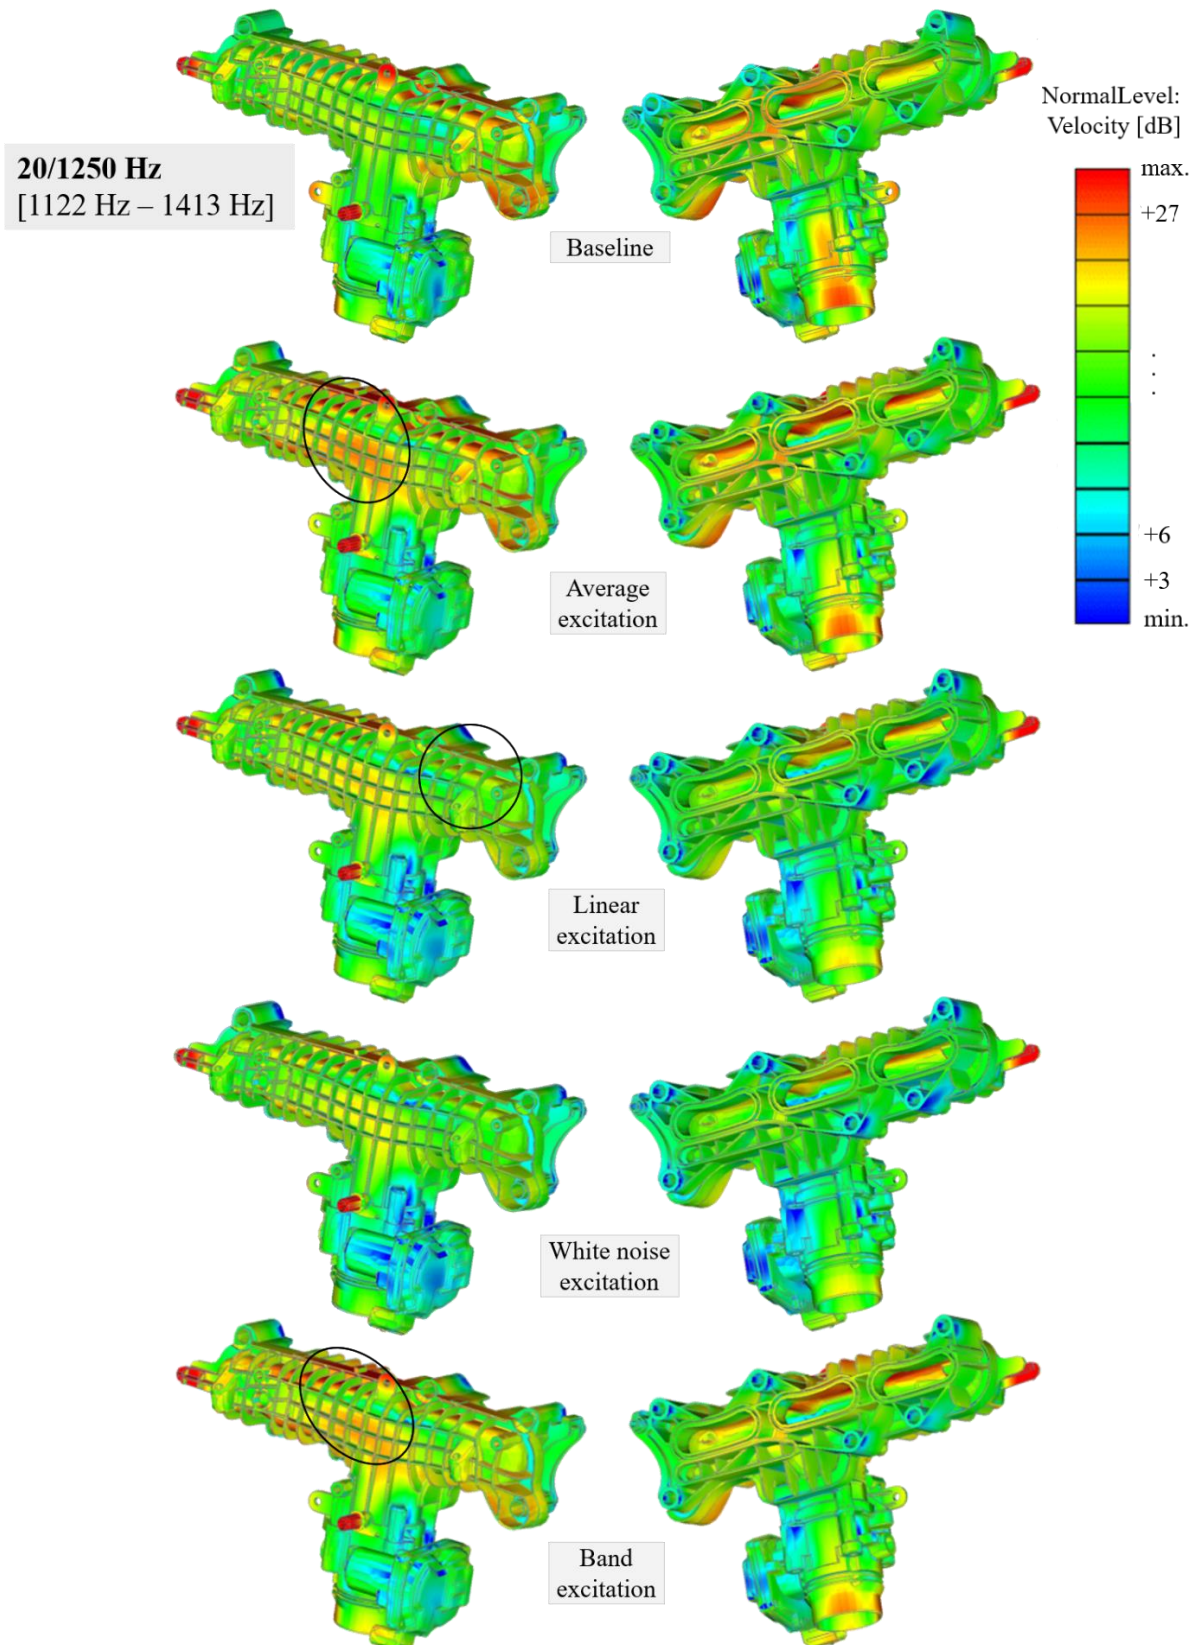 NormalLevel:
Velocity [dB]
max.
+27
20/1250 Hz
[1122 Hz – 1413 Hz]
Baseline
:
.
+6
+3
min.
Average
excitation
Linear
excitation
White noise
excitation
Band
excitation